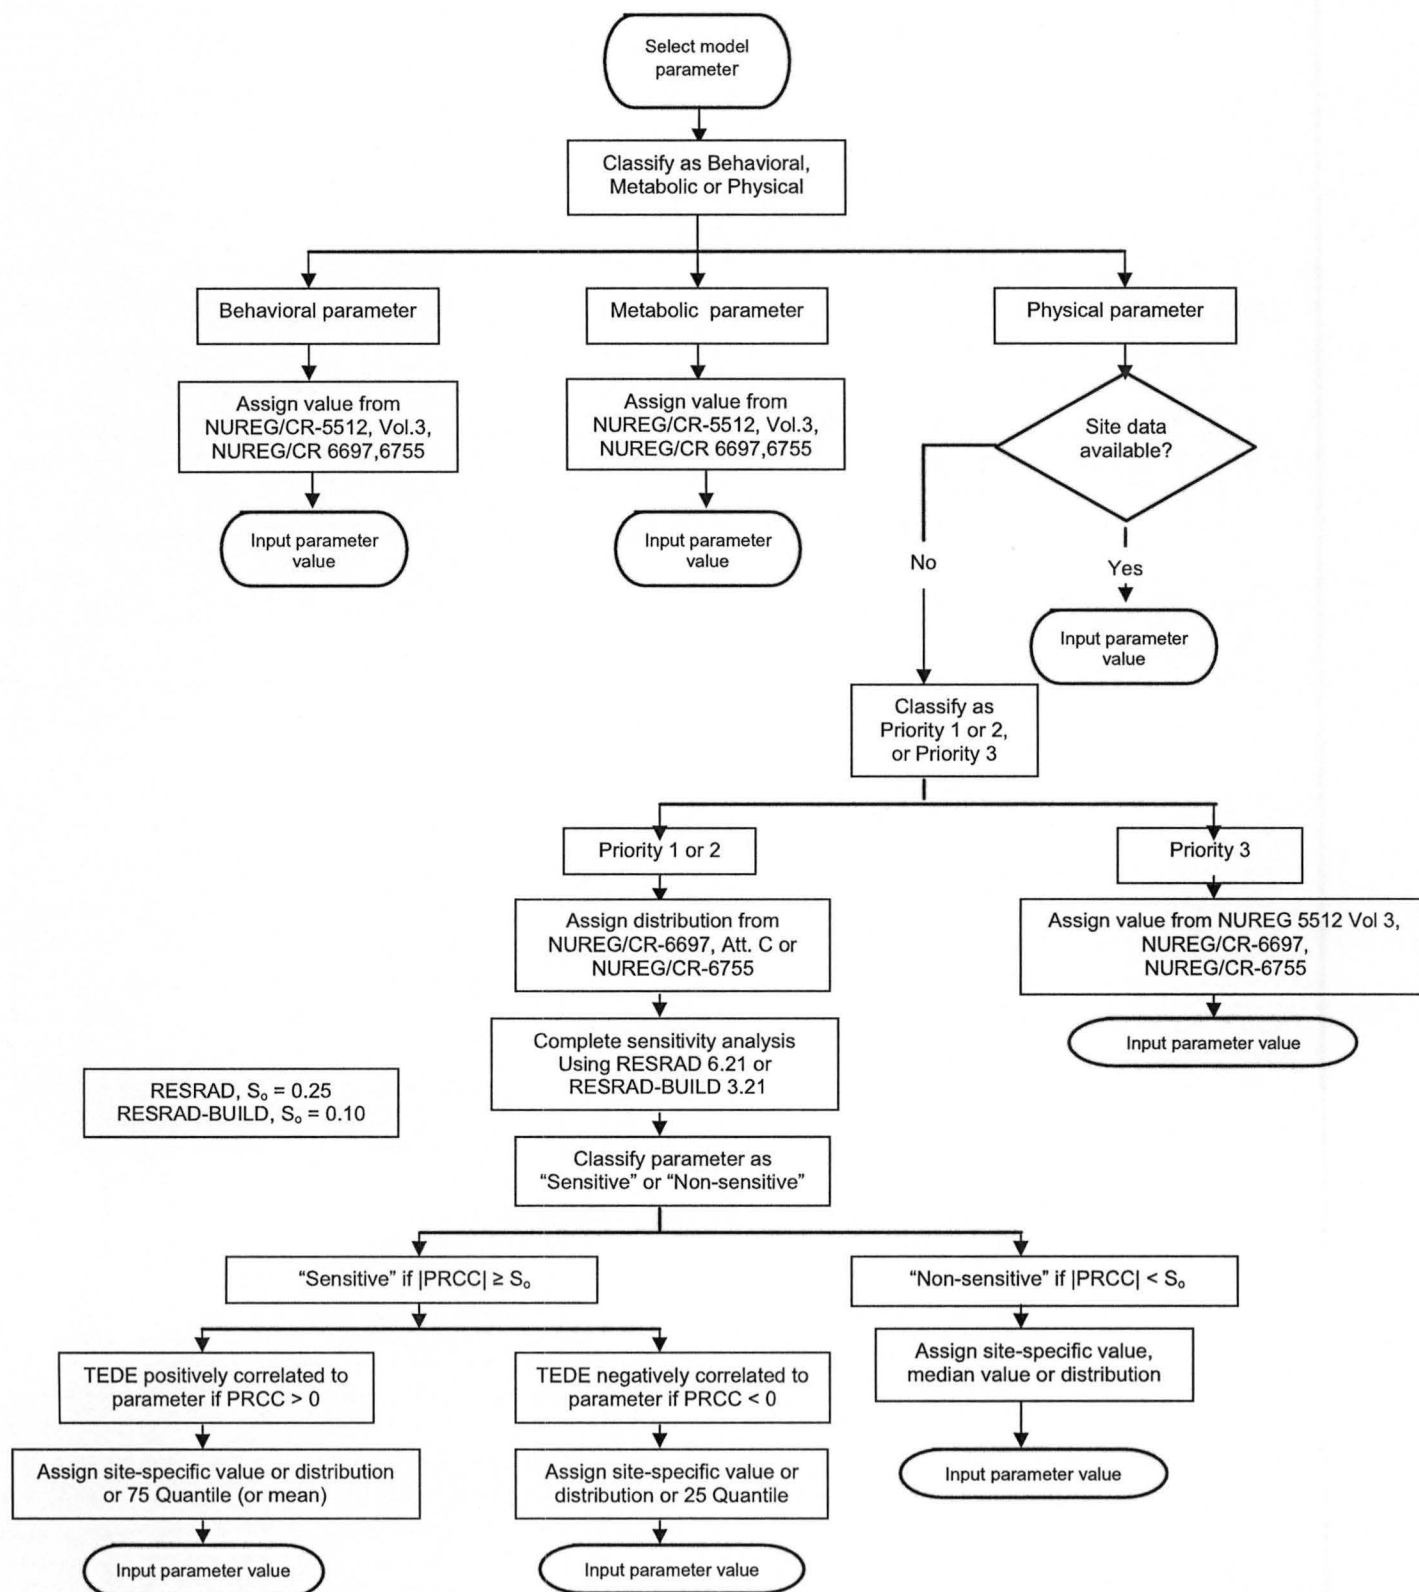 Select model
parameter
Classify as Behavioral,
Metabolic or Physical
Behavioral parameter
Metabolic parameter
Physical parameter
Assign value from
NUREG/CR-5512, Vol.3,
NUREG/CR 6697,6755
Assign value from
NUREG/CR-5512, Vol.3,
NUREG/CR 6697,6755
Site data
available?
Input parameter
value
Input parameter
value
No
Yes
Input parameter
value
Classify as
Priority 1 or 2,
or Priority 3
Priority 1 or 2
Priority 3
Assign distribution from
NUREG/CR-6697, Att. C or
NUREG/CR-6755
Assign value from NUREG 5512 Vol 3,
NUREG/CR-6697,
NUREG/CR-6755
Complete sensitivity analysis
Using RESRAD 6.21 or
RESRAD-BUILD 3.21
Input parameter value
RESRAD, Sₒ = 0.25
RESRAD-BUILD, Sₒ = 0.10
Classify parameter as
“Sensitive” or “Non-sensitive”
“Sensitive” if |PRCC| ≥ Sₒ
“Non-sensitive” if |PRCC| < Sₒ
TEDE positively correlated to
parameter if PRCC > 0
TEDE negatively correlated to
parameter if PRCC < 0
Assign site-specific value,
median value or distribution
Assign site-specific value or distribution
or 75 Quantile (or mean)
Assign site-specific value or
distribution or 25 Quantile
Input parameter value
Input parameter value
Input parameter value